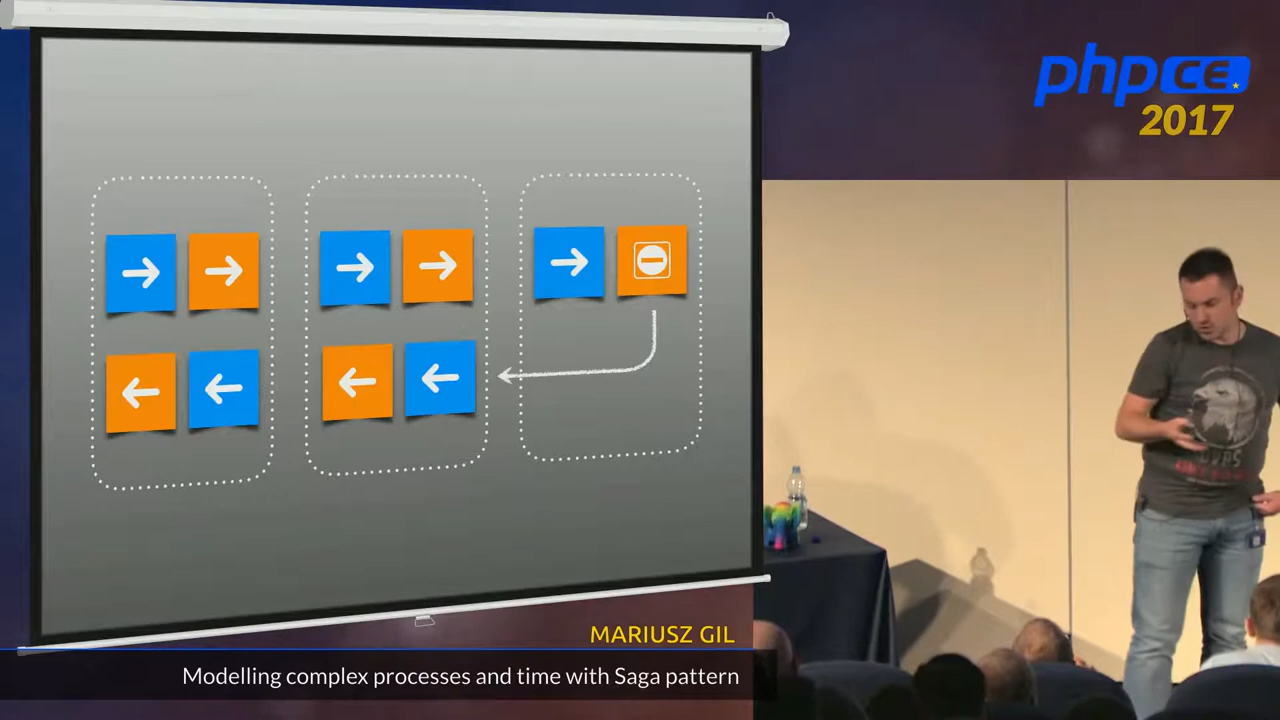 phpCE
2017
MARIUSZ GIL
Modelling complex processes and time with Saga pattern